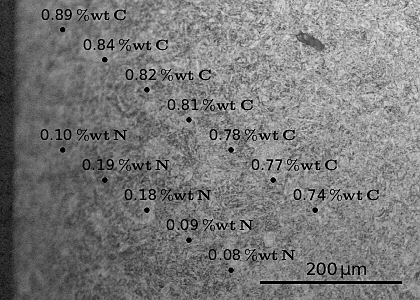 0.89 %wt C
0.84 %wt C
0.82 %wt C
0.81 %wt C
0.10 %wt N
0.78 %wt C
0.19 %wt N
0.77 %wt C
0.18 %wt N
0.74 %wt C
0.09 %wt N
0.08 %wt N
200 µm